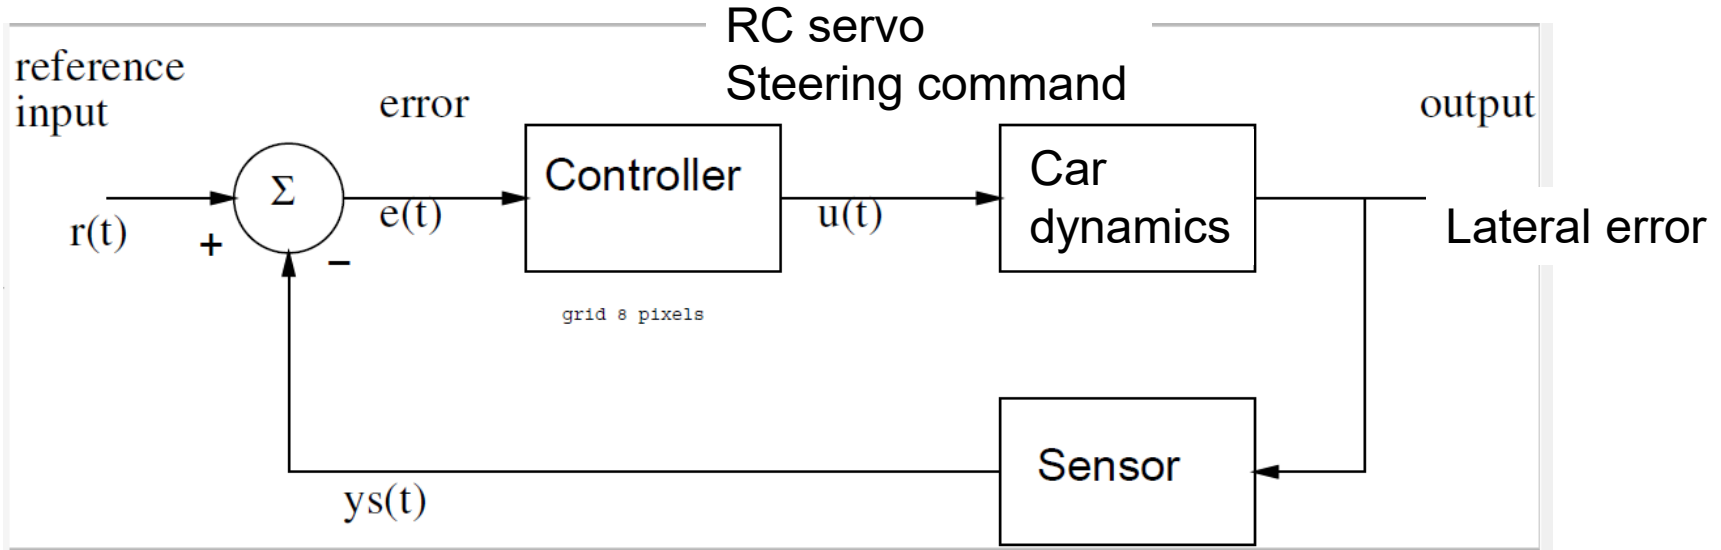 RC servo
Steering command
reference
input
error
output
Σ
Controller
Car
dynamics
r(t)
+
−
e(t)
u(t)
Lateral error
grid 8 pixels
Sensor
ys(t)